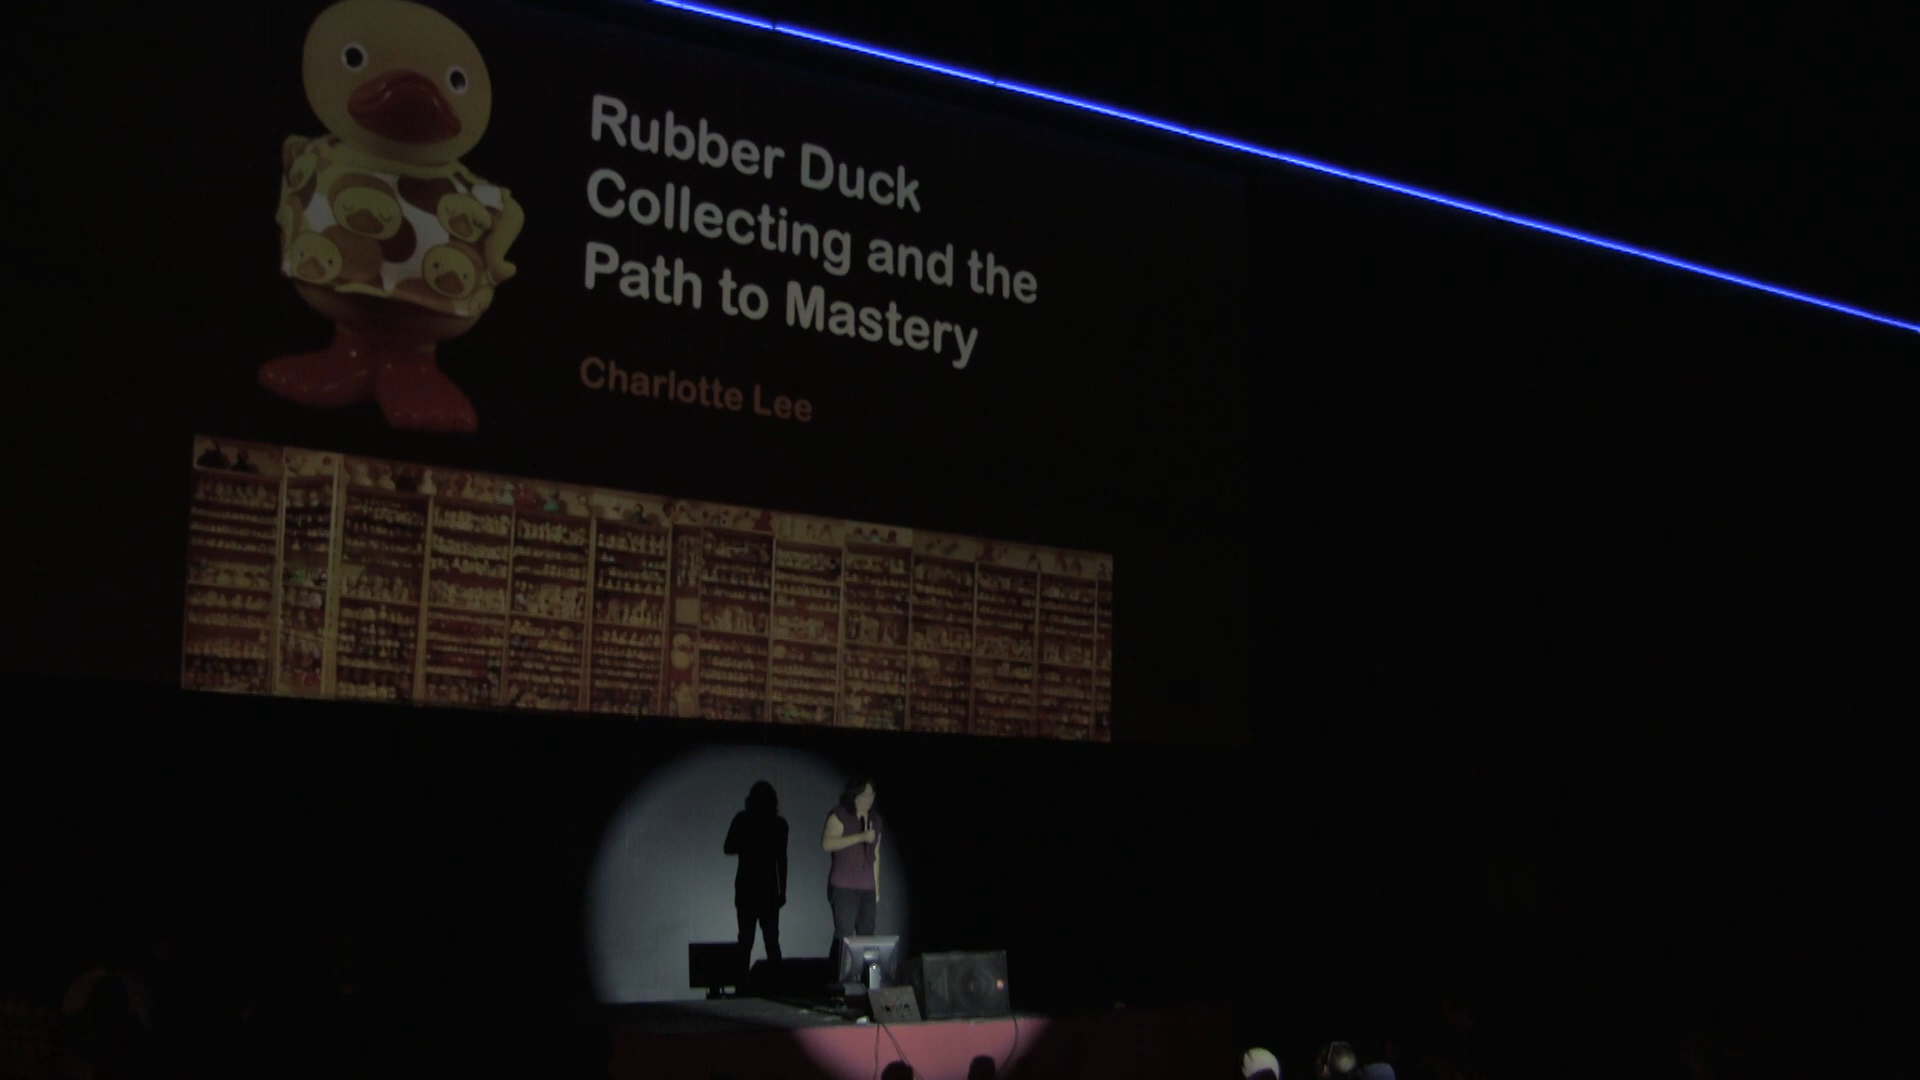 Rubber Duck
Collecting and the
Path to Mastery
Charlotte Lee